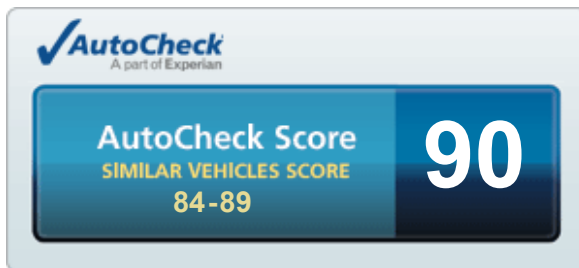 AutoCheck
A part of Experian
AutoCheck Score
90
SIMILAR VEHICLES SCORE
84-89